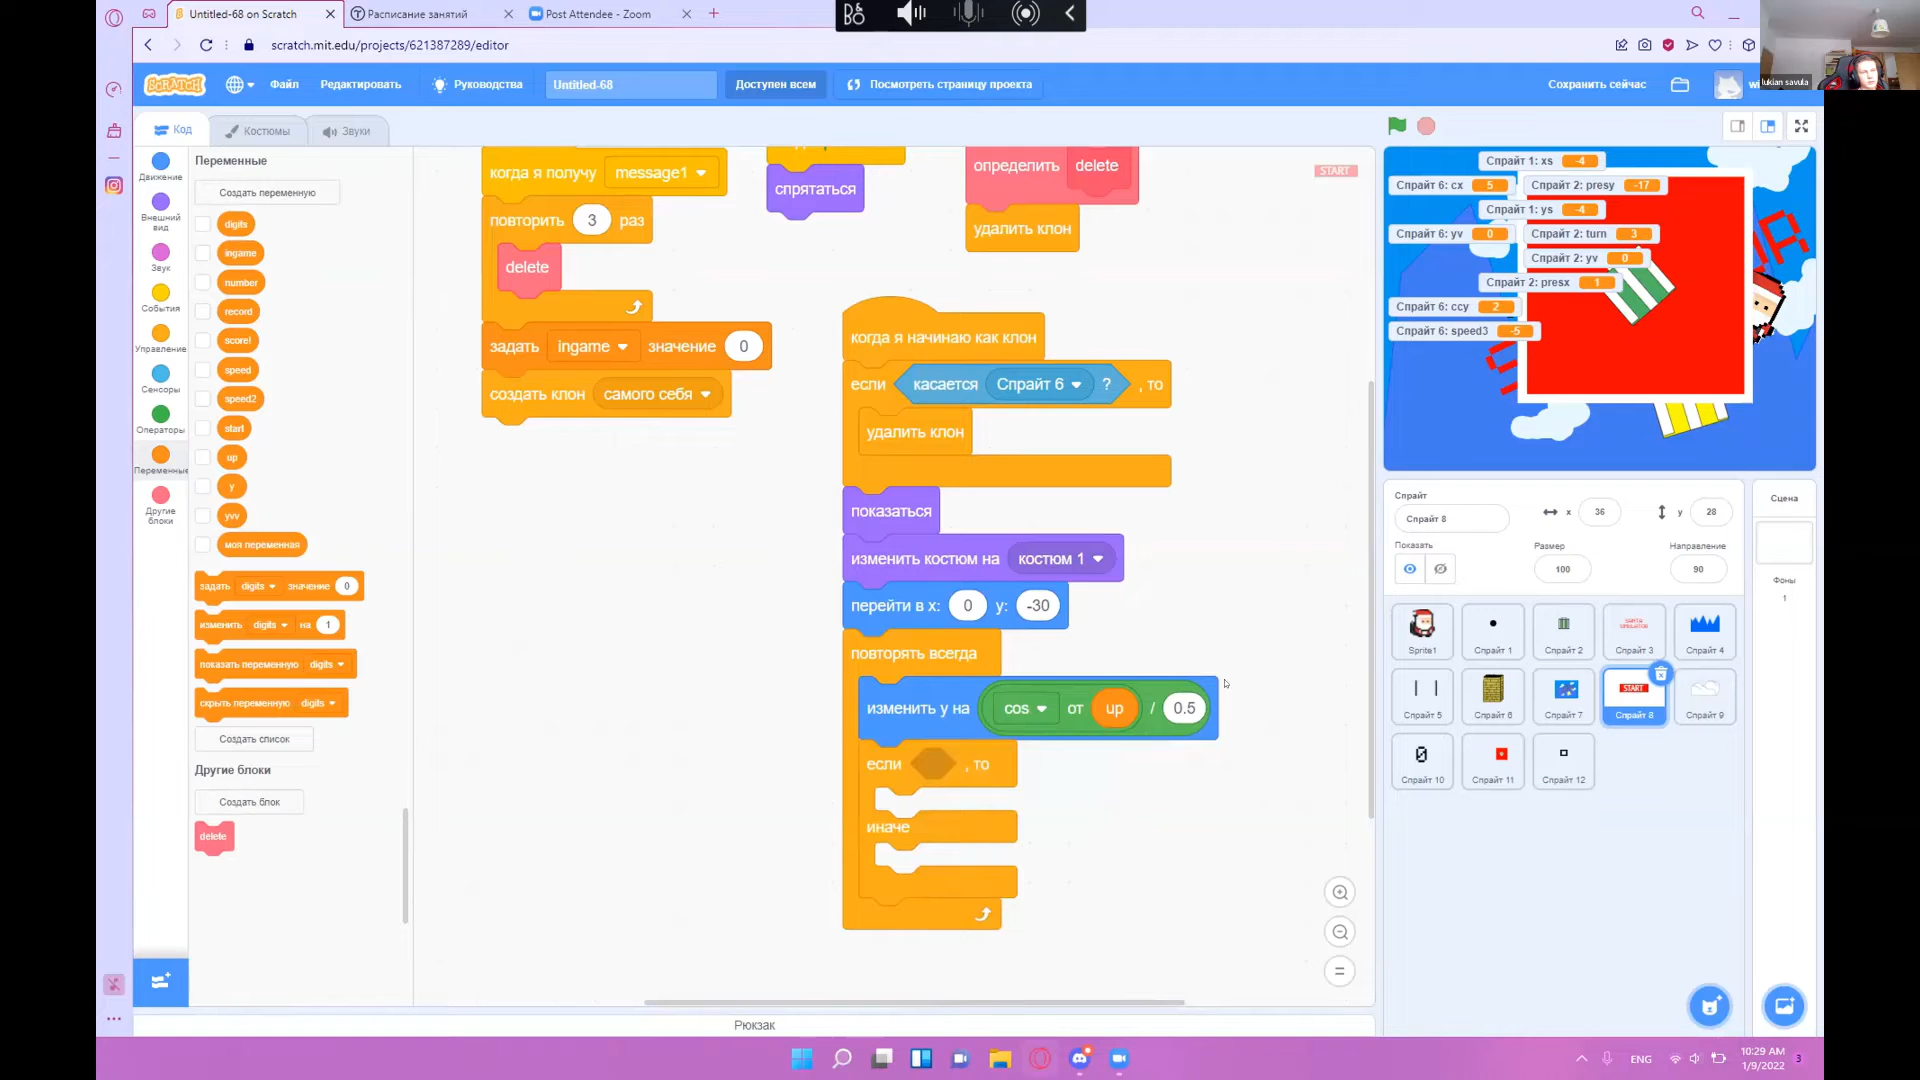 Untitled-68 on Scratch
Расписание занятий
Post Attendee - Zoom
scratch.mit.edu/projects/621387289/editor
lukian savula
SCRATCH
Файл
Редактировать
Руководства
Untitled-68
Доступен всем
Посмотреть страницу проекта
Сохранить сейчас
Код
Костюмы
Звуки
Движение
Внешний вид
Звук
События
Управление
Сенсоры
Операторы
Переменные
Другие блоки
Переменные
Создать переменную
digits
ingame
number
record
score!
speed
speed2
start
up
y
yvv
моя переменная
задать digits значение 0
изменить digits на 1
показать переменную digits
скрыть переменную digits
Создать список
Другие блоки
Создать блок
delete
когда я получу message1
повторить 3 раз
delete
задать ingame значение 0
создать клон самого себя
спрятаться
определить delete
удалить клон
START
когда я начинаю как клон
если касается Спрайт 6 ? , то
удалить клон
показаться
изменить костюм на костюм 1
перейти в x: 0 y: -30
повторять всегда
изменить y на cos от up / 0.5
если , то
иначе
Рюкзак
Спрайт 1: xs -4
Спрайт 6: cx 5
Спрайт 2: presy -17
Спрайт 1: ys -4
Спрайт 6: yv 0
Спрайт 2: turn 3
Спрайт 2: yv 0
Спрайт 2: presx 1
Спрайт 6: ccy 2
Спрайт 6: speed3 -5
Спрайт
Спрайт 8
x 36
y 28
Показать
Размер
Направление
100
90
Sprite1
Спрайт 1
Спрайт 2
Спрайт 3
Спрайт 4
Спрайт 5
Спрайт 6
Спрайт 7
START
Спрайт 8
Спрайт 9
Спрайт 10
Спрайт 11
Спрайт 12
Сцена
Фоны
1
ENG
10:29 AM
1/9/2022
3